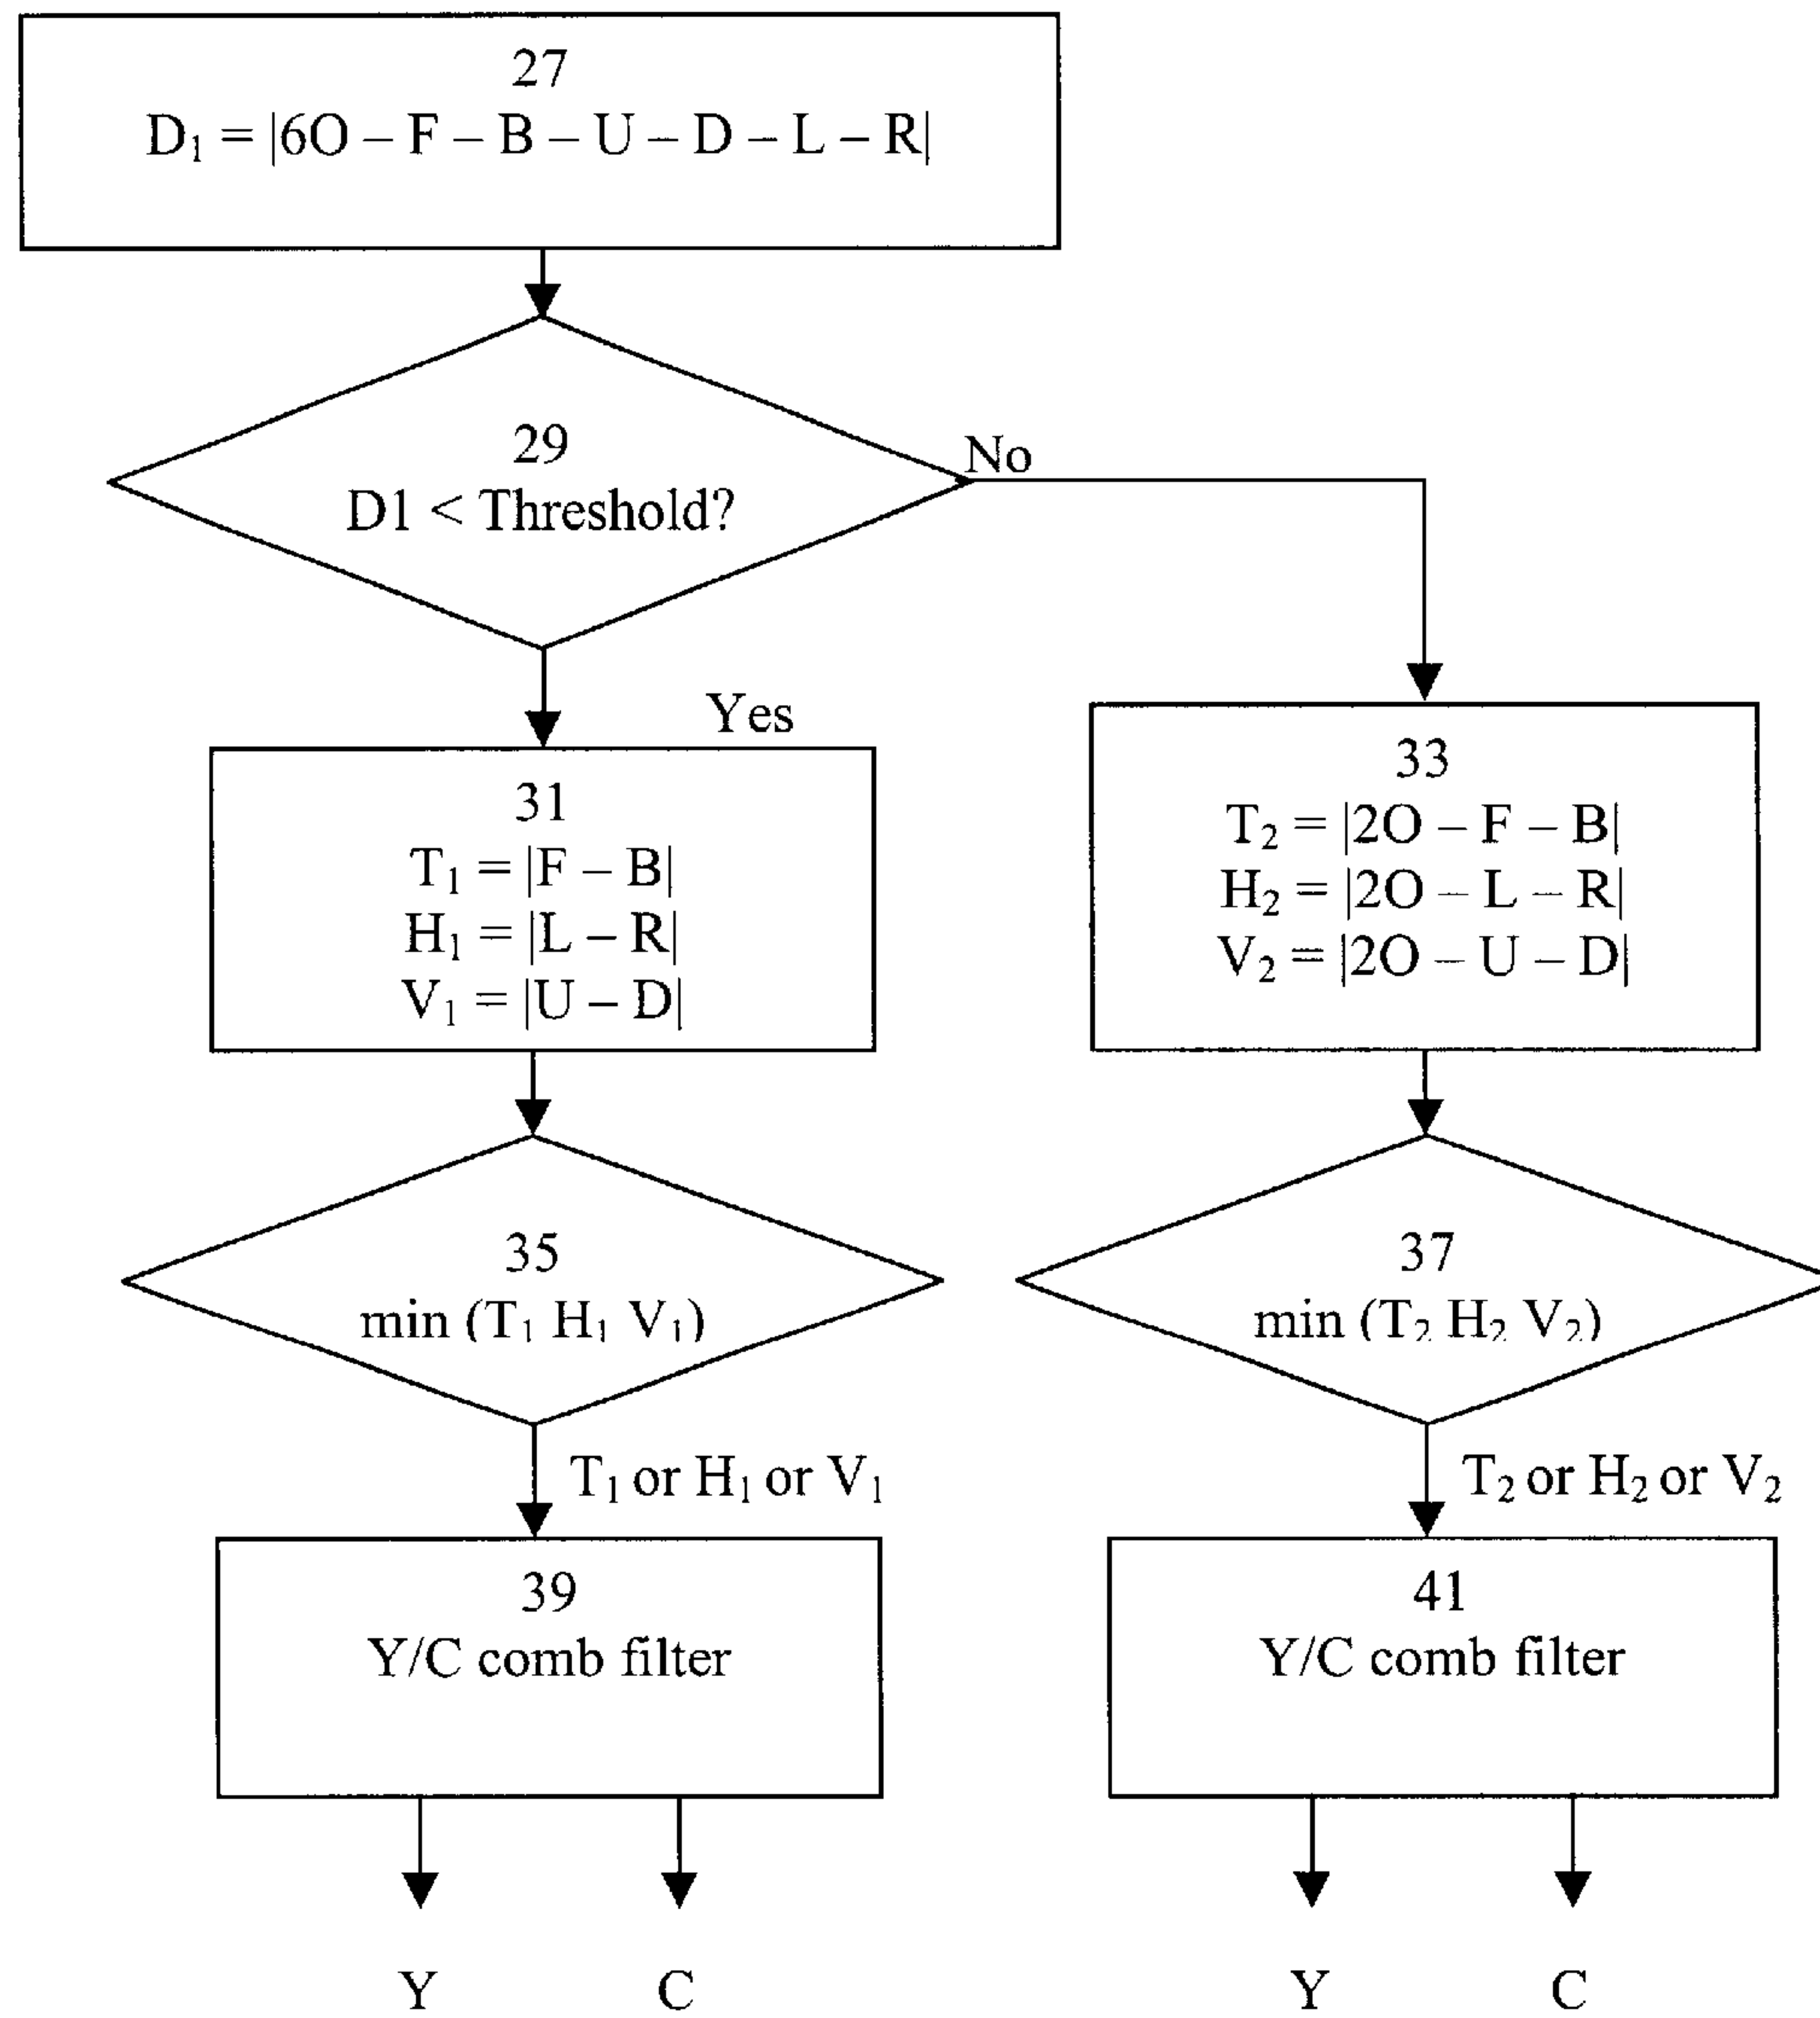 27
D₁ = |6O – F – B – U – D – L – R|
29
D1 < Threshold?
No
Yes
31
T₁ = |F – B|
H₁ = |L – R|
V₁ = |U – D|
33
T₂ = |2O – F – B|
H₂ = |2O – L – R|
V₂ = |2O – U – D|
35
min (T₁ H₁ V₁)
37
min (T₂ H₂ V₂)
T₁ or H₁ or V₁
T₂ or H₂ or V₂
39
Y/C comb filter
41
Y/C comb filter
Y C
Y C